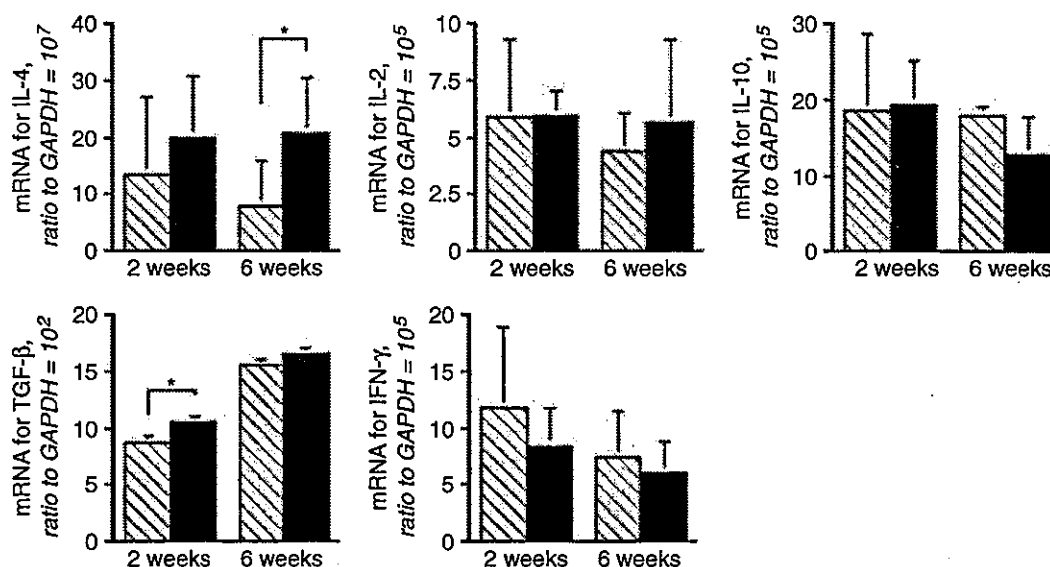 mRNA for IL-4,
ratio to GAPDH = 10⁷
40
30
20
10
0
*
2 weeks
6 weeks
mRNA for IL-2,
ratio to GAPDH = 10⁵
10
7.5
5
2.5
0
2 weeks
6 weeks
mRNA for IL-10,
ratio to GAPDH = 10⁵
30
20
10
0
2 weeks
6 weeks
mRNA for TGF-β,
ratio to GAPDH = 10²
20
15
10
5
0
*
2 weeks
6 weeks
mRNA for IFN-γ,
ratio to GAPDH = 10⁵
20
15
10
5
0
2 weeks
6 weeks